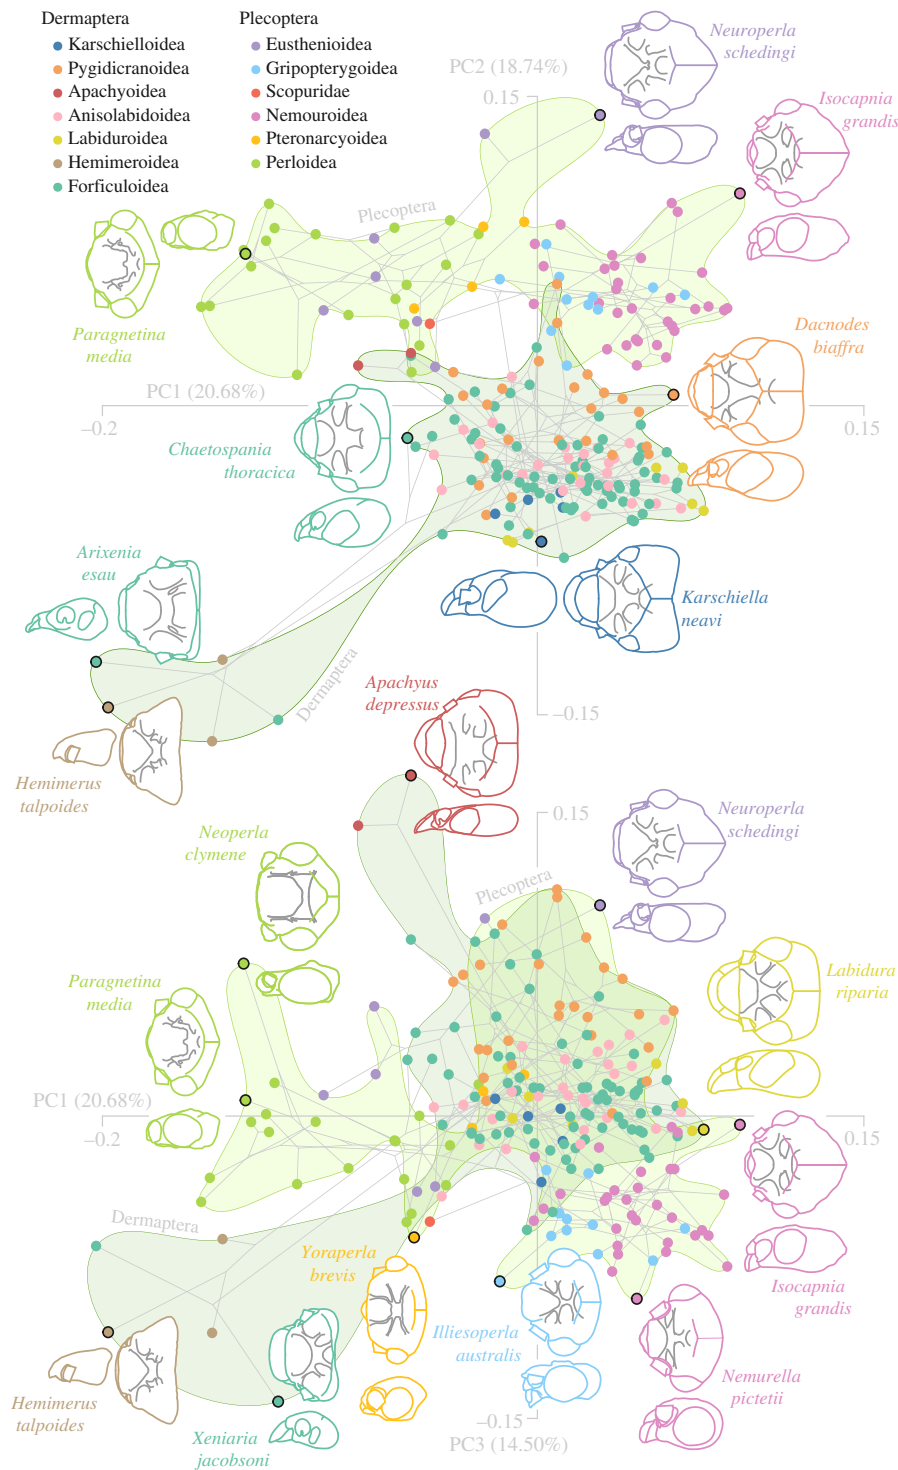 Dermaptera
Karschielloidea
Pygidicranoidea
Apachyoidea
Anisolabidoidea
Labiduroidea
Hemimeroidea
Forficuloidea
Plecoptera
Eusthenioidea
Gripopterygoidea
Scopuridae
Nemouroidea
Pteronarcyoidea
Perloidea
PC2 (18.74%)
0.15
Neuroperla
schedingi
Isocapnia
grandis
Plecoptera
Paragnetina
media
Dacnodes
biaffra
PC1 (20.68%)
–0.2
0.15
Chaetospania
thoracica
Arixenia
esau
Karschiella
neavi
Dermaptera
–0.15
Hemimerus
talpoides
Apachyus
depressus
0.15
Neuroperla
schedingi
Neoperla
clymene
Plecoptera
Paragnetina
media
Labidura
riparia
PC1 (20.68%)
–0.2
0.15
Dermaptera
Yoraperla
brevis
Isocapnia
grandis
Illiesoperla
australis
Nemurella
pictetii
Hemimerus
talpoides
Xeniaria
jacobsoni
–0.15
PC3 (14.50%)